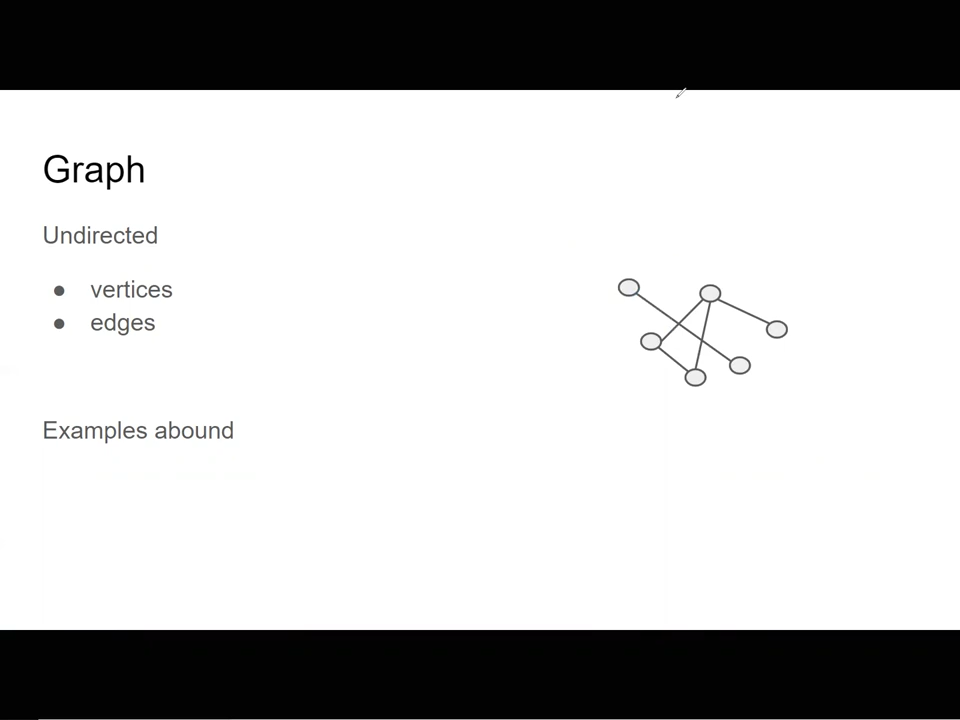 Graph
Undirected
● vertices
● edges
Examples abound